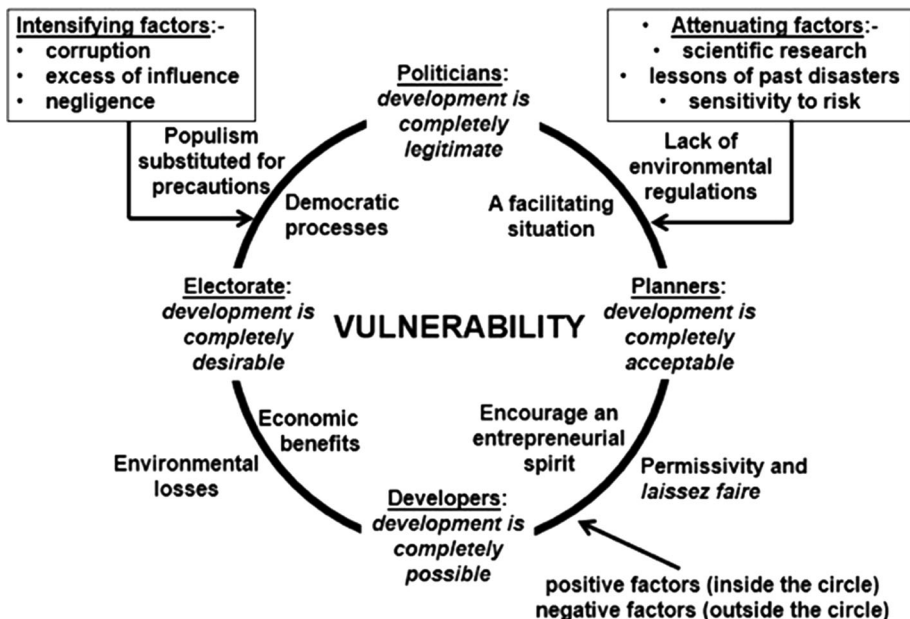 Intensifying factors:-
• corruption
• excess of influence
• negligence
• Attenuating factors:-
• scientific research
• lessons of past disasters
• sensitivity to risk
Politicians:
development is
completely
legitimate
Populism
substituted for
precautions
Lack of
environmental
regulations
Democratic
processes
A facilitating
situation
Electorate:
development is
completely
desirable
VULNERABILITY
Planners:
development is
completely
acceptable
Economic
benefits
Encourage an
entrepreneurial
spirit
Environmental
losses
Permissivity and
laissez faire
Developers:
development is
completely
possible
positive factors (inside the circle)
negative factors (outside the circle)